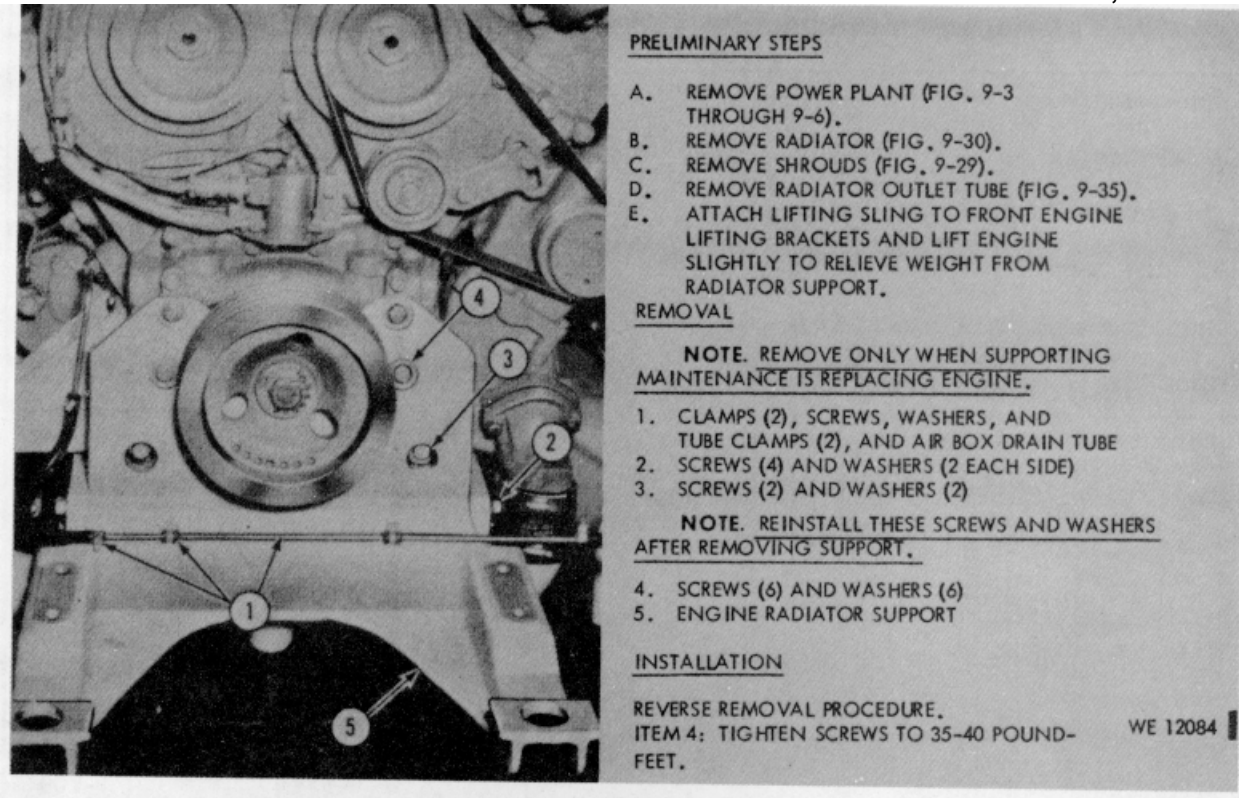 PRELIMINARY STEPS
A. REMOVE POWER PLANT (FIG. 9-3
THROUGH 9-6).
B. REMOVE RADIATOR (FIG. 9-30).
C. REMOVE SHROUDS (FIG. 9-29).
D. REMOVE RADIATOR OUTLET TUBE (FIG. 9-35).
E. ATTACH LIFTING SLING TO FRONT ENGINE
LIFTING BRACKETS AND LIFT ENGINE
SLIGHTLY TO RELIEVE WEIGHT FROM
RADIATOR SUPPORT.
REMOVAL
NOTE. REMOVE ONLY WHEN SUPPORTING
MAINTENANCE IS REPLACING ENGINE.
1. CLAMPS (2), SCREWS, WASHERS, AND
TUBE CLAMPS (2), AND AIR BOX DRAIN TUBE
2. SCREWS (4) AND WASHERS (2 EACH SIDE)
3. SCREWS (2) AND WASHERS (2)
NOTE. REINSTALL THESE SCREWS AND WASHERS
AFTER REMOVING SUPPORT.
4. SCREWS (6) AND WASHERS (6)
5. ENGINE RADIATOR SUPPORT
INSTALLATION
REVERSE REMOVAL PROCEDURE.
ITEM 4: TIGHTEN SCREWS TO 35-40 POUND-
FEET.
WE 12084
4
3
2
1
5